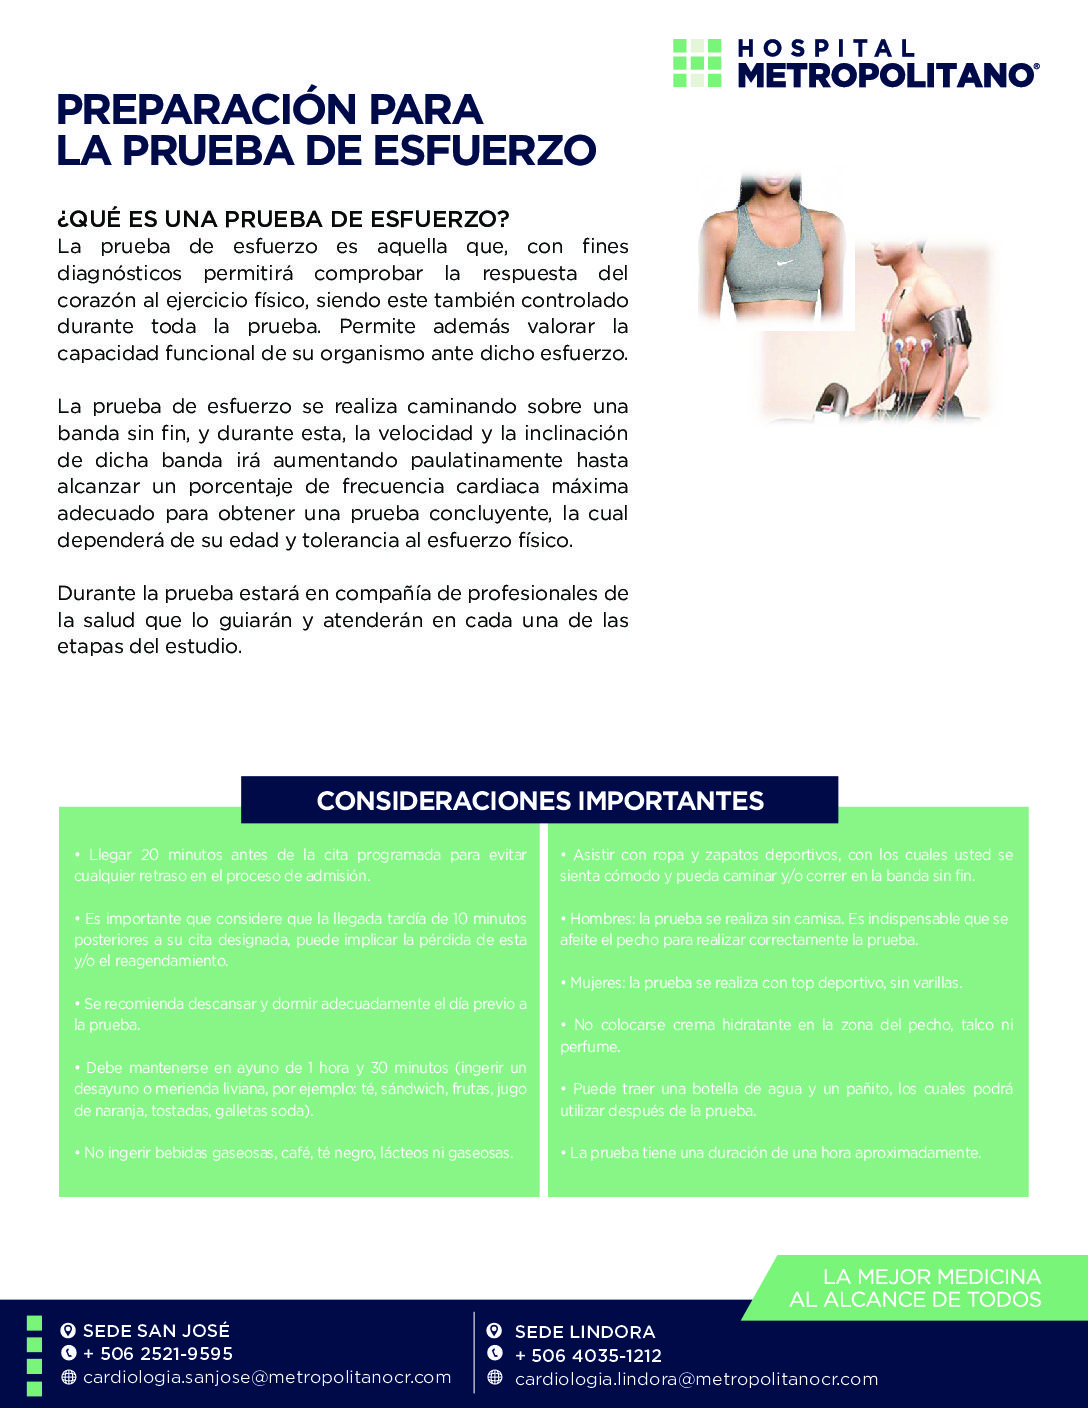 HOSPITAL
METROPOLITANO®
PREPARACIÓN PARA
LA PRUEBA DE ESFUERZO
¿QUÉ ES UNA PRUEBA DE ESFUERZO?
La prueba de esfuerzo es aquella que, con fines
diagnósticos permitirá comprobar la respuesta del
corazón al ejercicio físico, siendo este también controlado
durante toda la prueba. Permite además valorar la
capacidad funcional de su organismo ante dicho esfuerzo.
La prueba de esfuerzo se realiza caminando sobre una
banda sin fin, y durante esta, la velocidad y la inclinación
de dicha banda irá aumentando paulatinamente hasta
alcanzar un porcentaje de frecuencia cardiaca máxima
adecuado para obtener una prueba concluyente, la cual
dependerá de su edad y tolerancia al esfuerzo físico.
Durante la prueba estará en compañía de profesionales de
la salud que lo guiarán y atenderán en cada una de las
etapas del estudio.
CONSIDERACIONES IMPORTANTES
• Llegar 20 minutos antes de la cita programada para evitar
cualquier retraso en el proceso de admisión.
• Es importante que considere que la llegada tardía de 10 minutos
posteriores a su cita designada, puede implicar la pérdida de esta
y/o el reagendamiento.
• Se recomienda descansar y dormir adecuadamente el día previo a
la prueba.
• Debe mantenerse en ayuno de 1 hora y 30 minutos (ingerir un
desayuno o merienda liviana, por ejemplo: té, sándwich, frutas, jugo
de naranja, tostadas, galletas soda).
• No ingerir bebidas gaseosas, café, té negro, lácteos ni gaseosas.
• Asistir con ropa y zapatos deportivos, con los cuales usted se
sienta cómodo y pueda caminar y/o correr en la banda sin fin.
• Hombres: la prueba se realiza sin camisa. Es indispensable que se
afeite el pecho para realizar correctamente la prueba.
• Mujeres: la prueba se realiza con top deportivo, sin varillas.
• No colocarse crema hidratante en la zona del pecho, talco ni
perfume.
• Puede traer una botella de agua y un pañito, los cuales podrá
utilizar después de la prueba.
• La prueba tiene una duración de una hora aproximadamente.
LA MEJOR MEDICINA
AL ALCANCE DE TODOS
SEDE SAN JOSÉ
+ 506 2521-9595
cardiologia.sanjose@metropolitanocr.com
SEDE LINDORA
+ 506 4035-1212
cardiologia.lindora@metropolitanocr.com